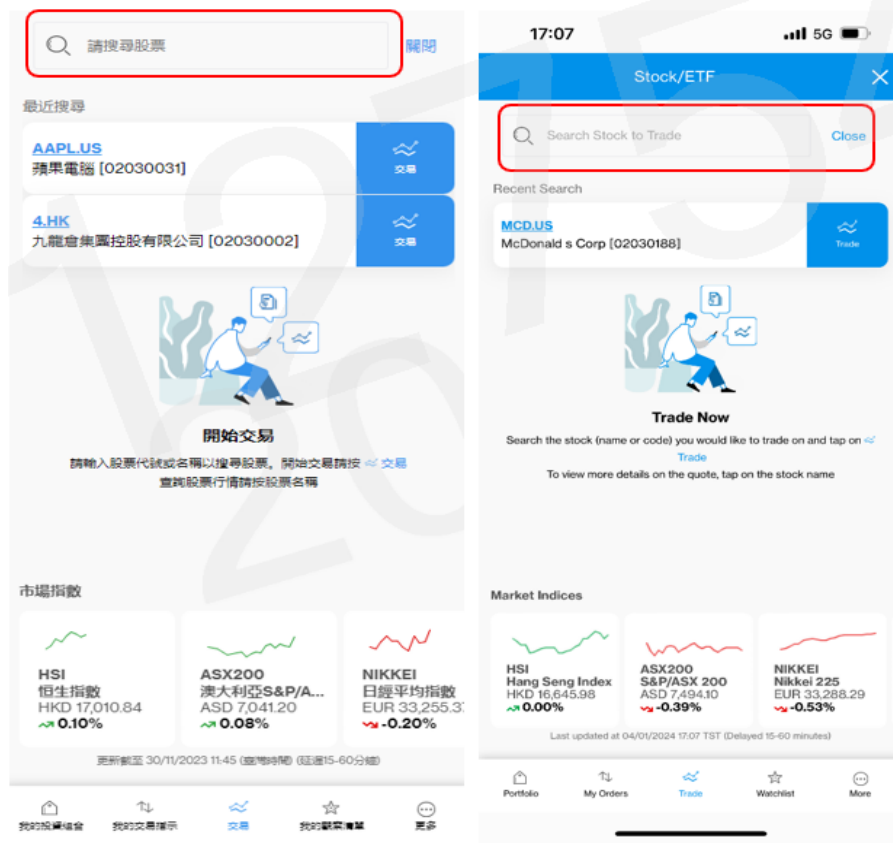 請搜尋股票
關閉
最近搜尋
AAPL.US
蘋果電腦 [02030031]
交易
4.HK
九龍倉集團控股有限公司 [02030002]
交易
開始交易
請輸入股票代號或名稱以搜尋股票。開始交易請按 交易
查詢股票行情請按股票名稱
市場指數
HSI
恒生指數
HKD 17,010.84
0.10%
ASX200
澳大利亞S&P/A...
ASD 7,041.20
0.08%
NIKKEI
日經平均指數
EUR 33,255.37
-0.20%
更新截至 30/11/2023 11:45 (臺灣時間) (延遲15-60分鐘)
我的投資組合
我的交易指示
交易
我的觀察清單
更多
17:07
5G
Stock/ETF
Search Stock to Trade
Close
Recent Search
MCD.US
McDonald s Corp [02030188]
Trade
Trade Now
Search the stock (name or code) you would like to trade on and tap on
Trade
To view more details on the quote, tap on the stock name
Market Indices
HSI
Hang Seng Index
HKD 16,645.98
0.00%
ASX200
S&P/ASX 200
ASD 7,494.10
-0.39%
NIKKEI
Nikkei 225
EUR 33,288.29
-0.53%
Last updated at 04/01/2024 17:07 TST (Delayed 15-60 minutes)
Portfolio
My Orders
Trade
Watchlist
More